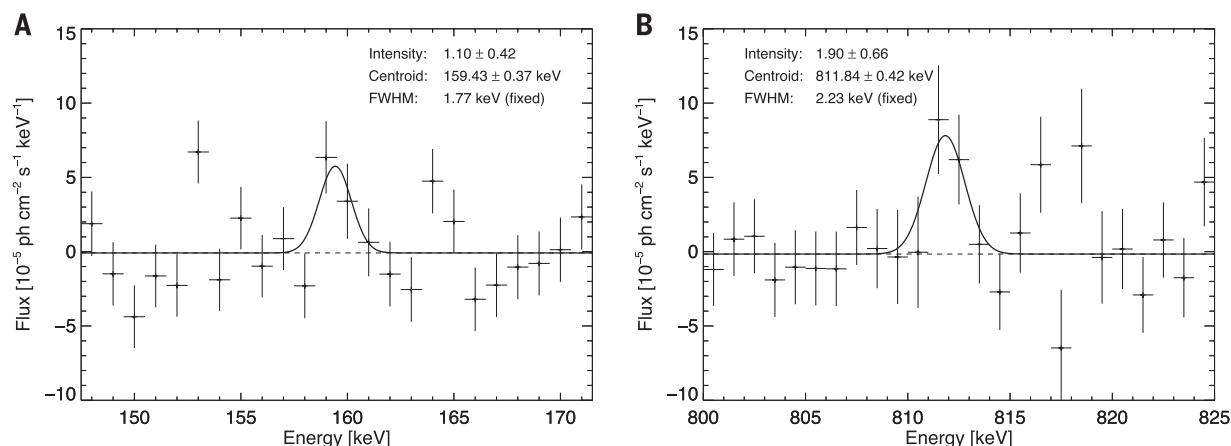 A
15
10
5
0
−5
−10
Flux [10⁻⁵ ph cm⁻² s⁻¹ keV⁻¹]
Intensity: 1.10 ± 0.42
Centroid: 159.43 ± 0.37 keV
FWHM: 1.77 keV (fixed)
150 155 160 165 170
Energy [keV]
B
15
10
5
0
−5
−10
Flux [10⁻⁵ ph cm⁻² s⁻¹ keV⁻¹]
Intensity: 1.90 ± 0.66
Centroid: 811.84 ± 0.42 keV
FWHM: 2.23 keV (fixed)
800 805 810 815 820 825
Energy [keV]